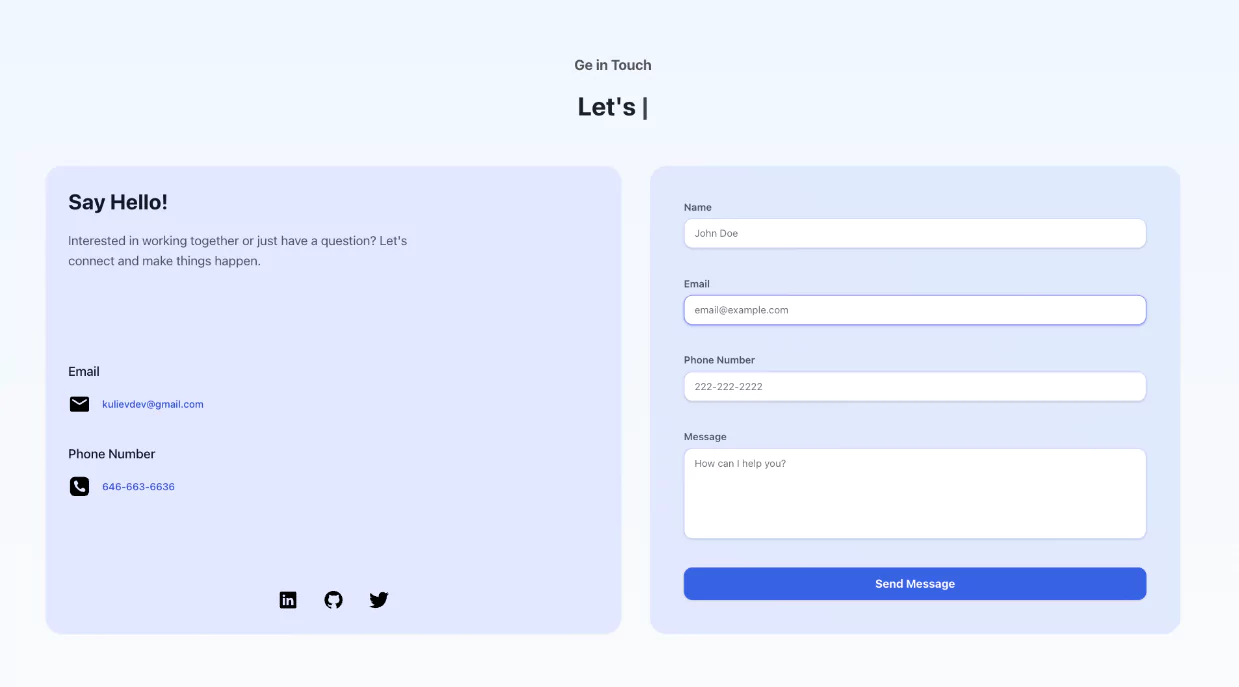 Ge in Touch
Let's |
Say Hello!
Interested in working together or just have a question? Let's
connect and make things happen.
Email
kulievdev@gmail.com
Phone Number
646-663-6636
Name
John Doe
Email
email@example.com
Phone Number
222-222-2222
Message
How can I help you?
Send Message